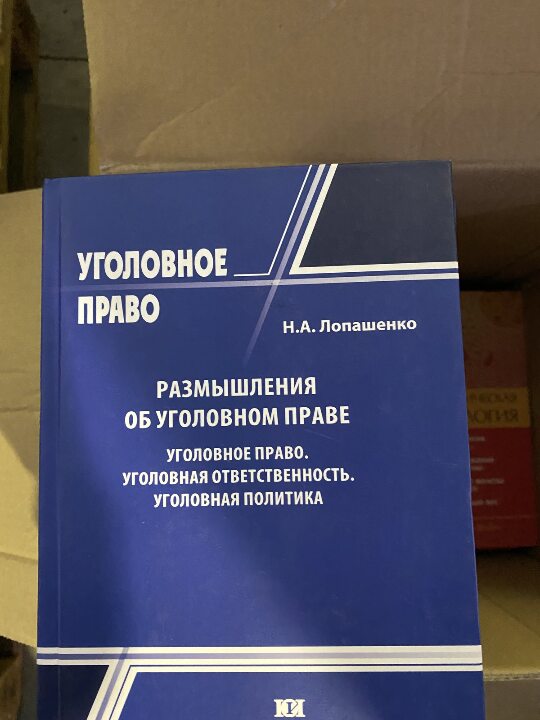 УГОЛОВНОЕ
ПРАВО
Н.А. Лопашенко
РАЗМЫШЛЕНИЯ
ОБ УГОЛОВНОМ ПРАВЕ
УГОЛОВНОЕ ПРАВО.
УГОЛОВНАЯ ОТВЕТСТВЕННОСТЬ.
УГОЛОВНАЯ ПОЛИТИКА